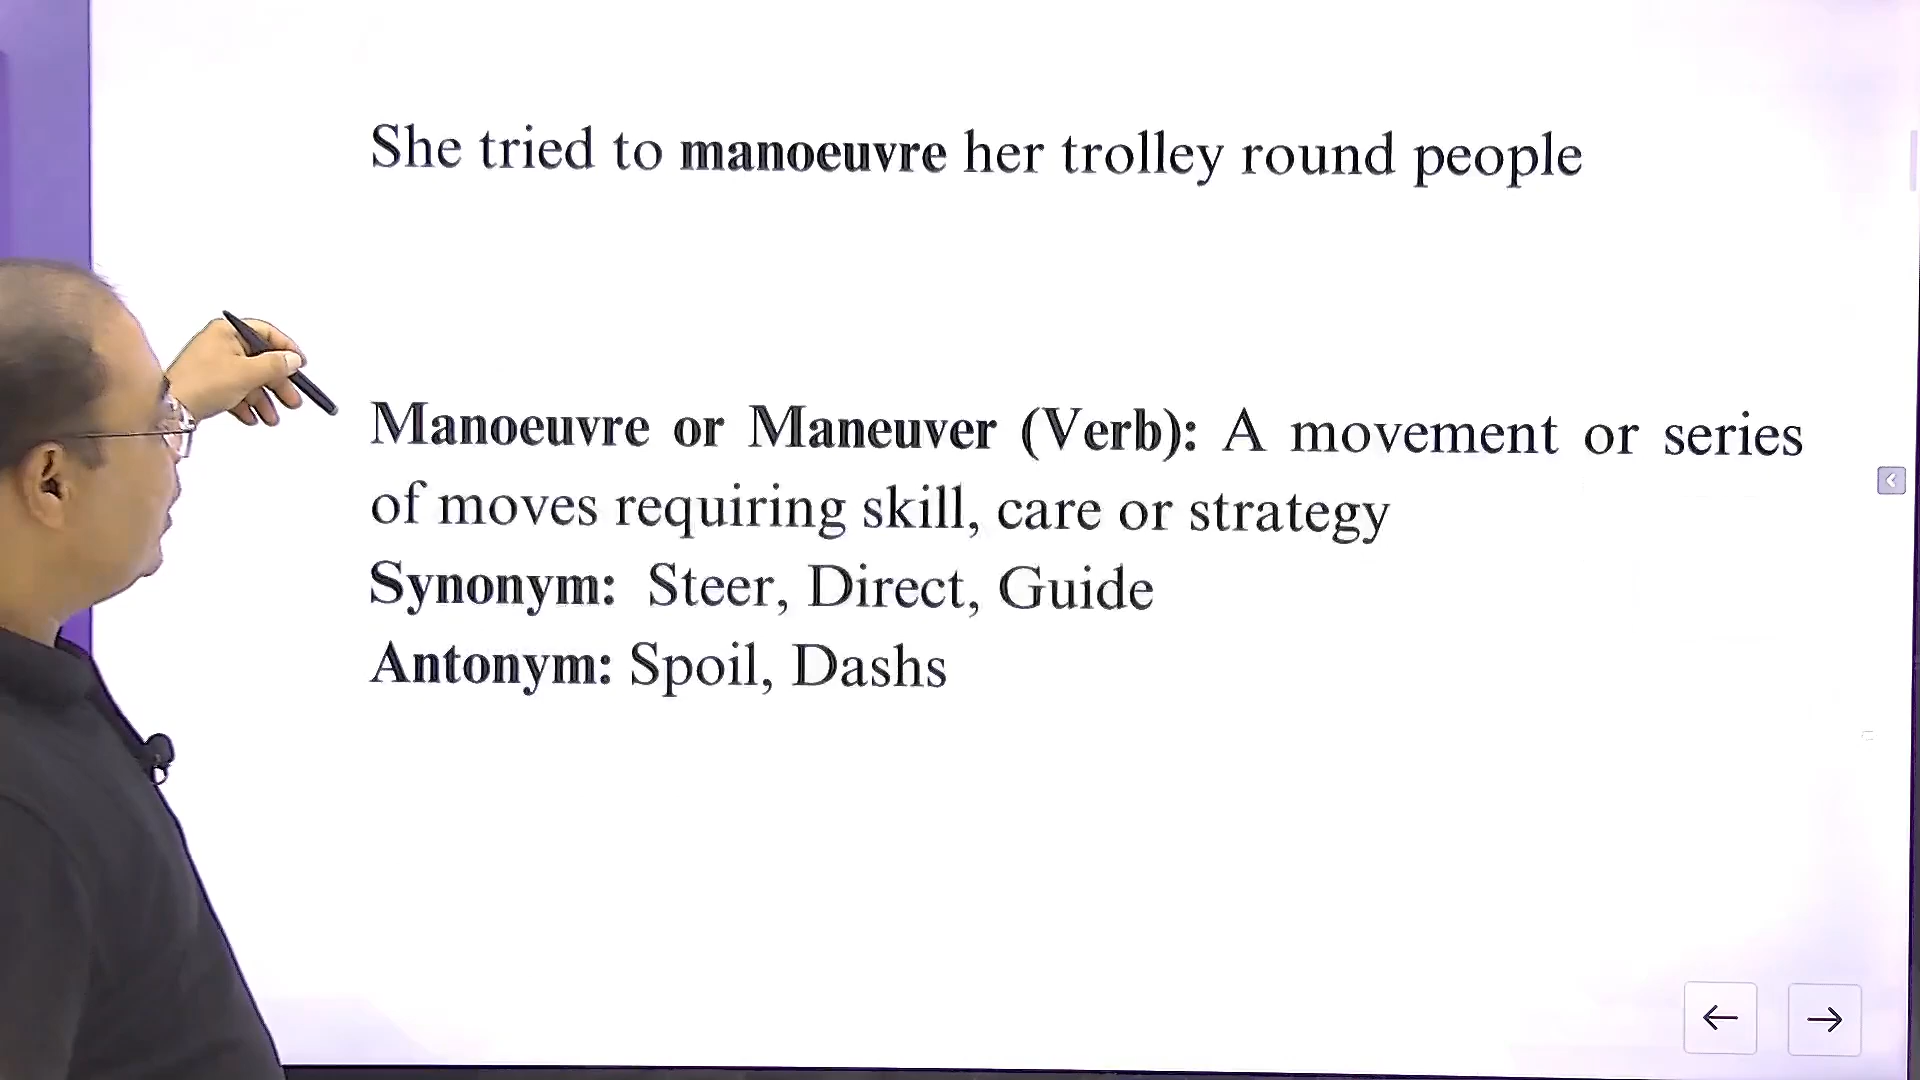 She tried to manoeuvre her trolley round people
Manoeuvre or Maneuver (Verb): A movement or series
of moves requiring skill, care or strategy
Synonym: Steer, Direct, Guide
Antonym: Spoil, Dashs